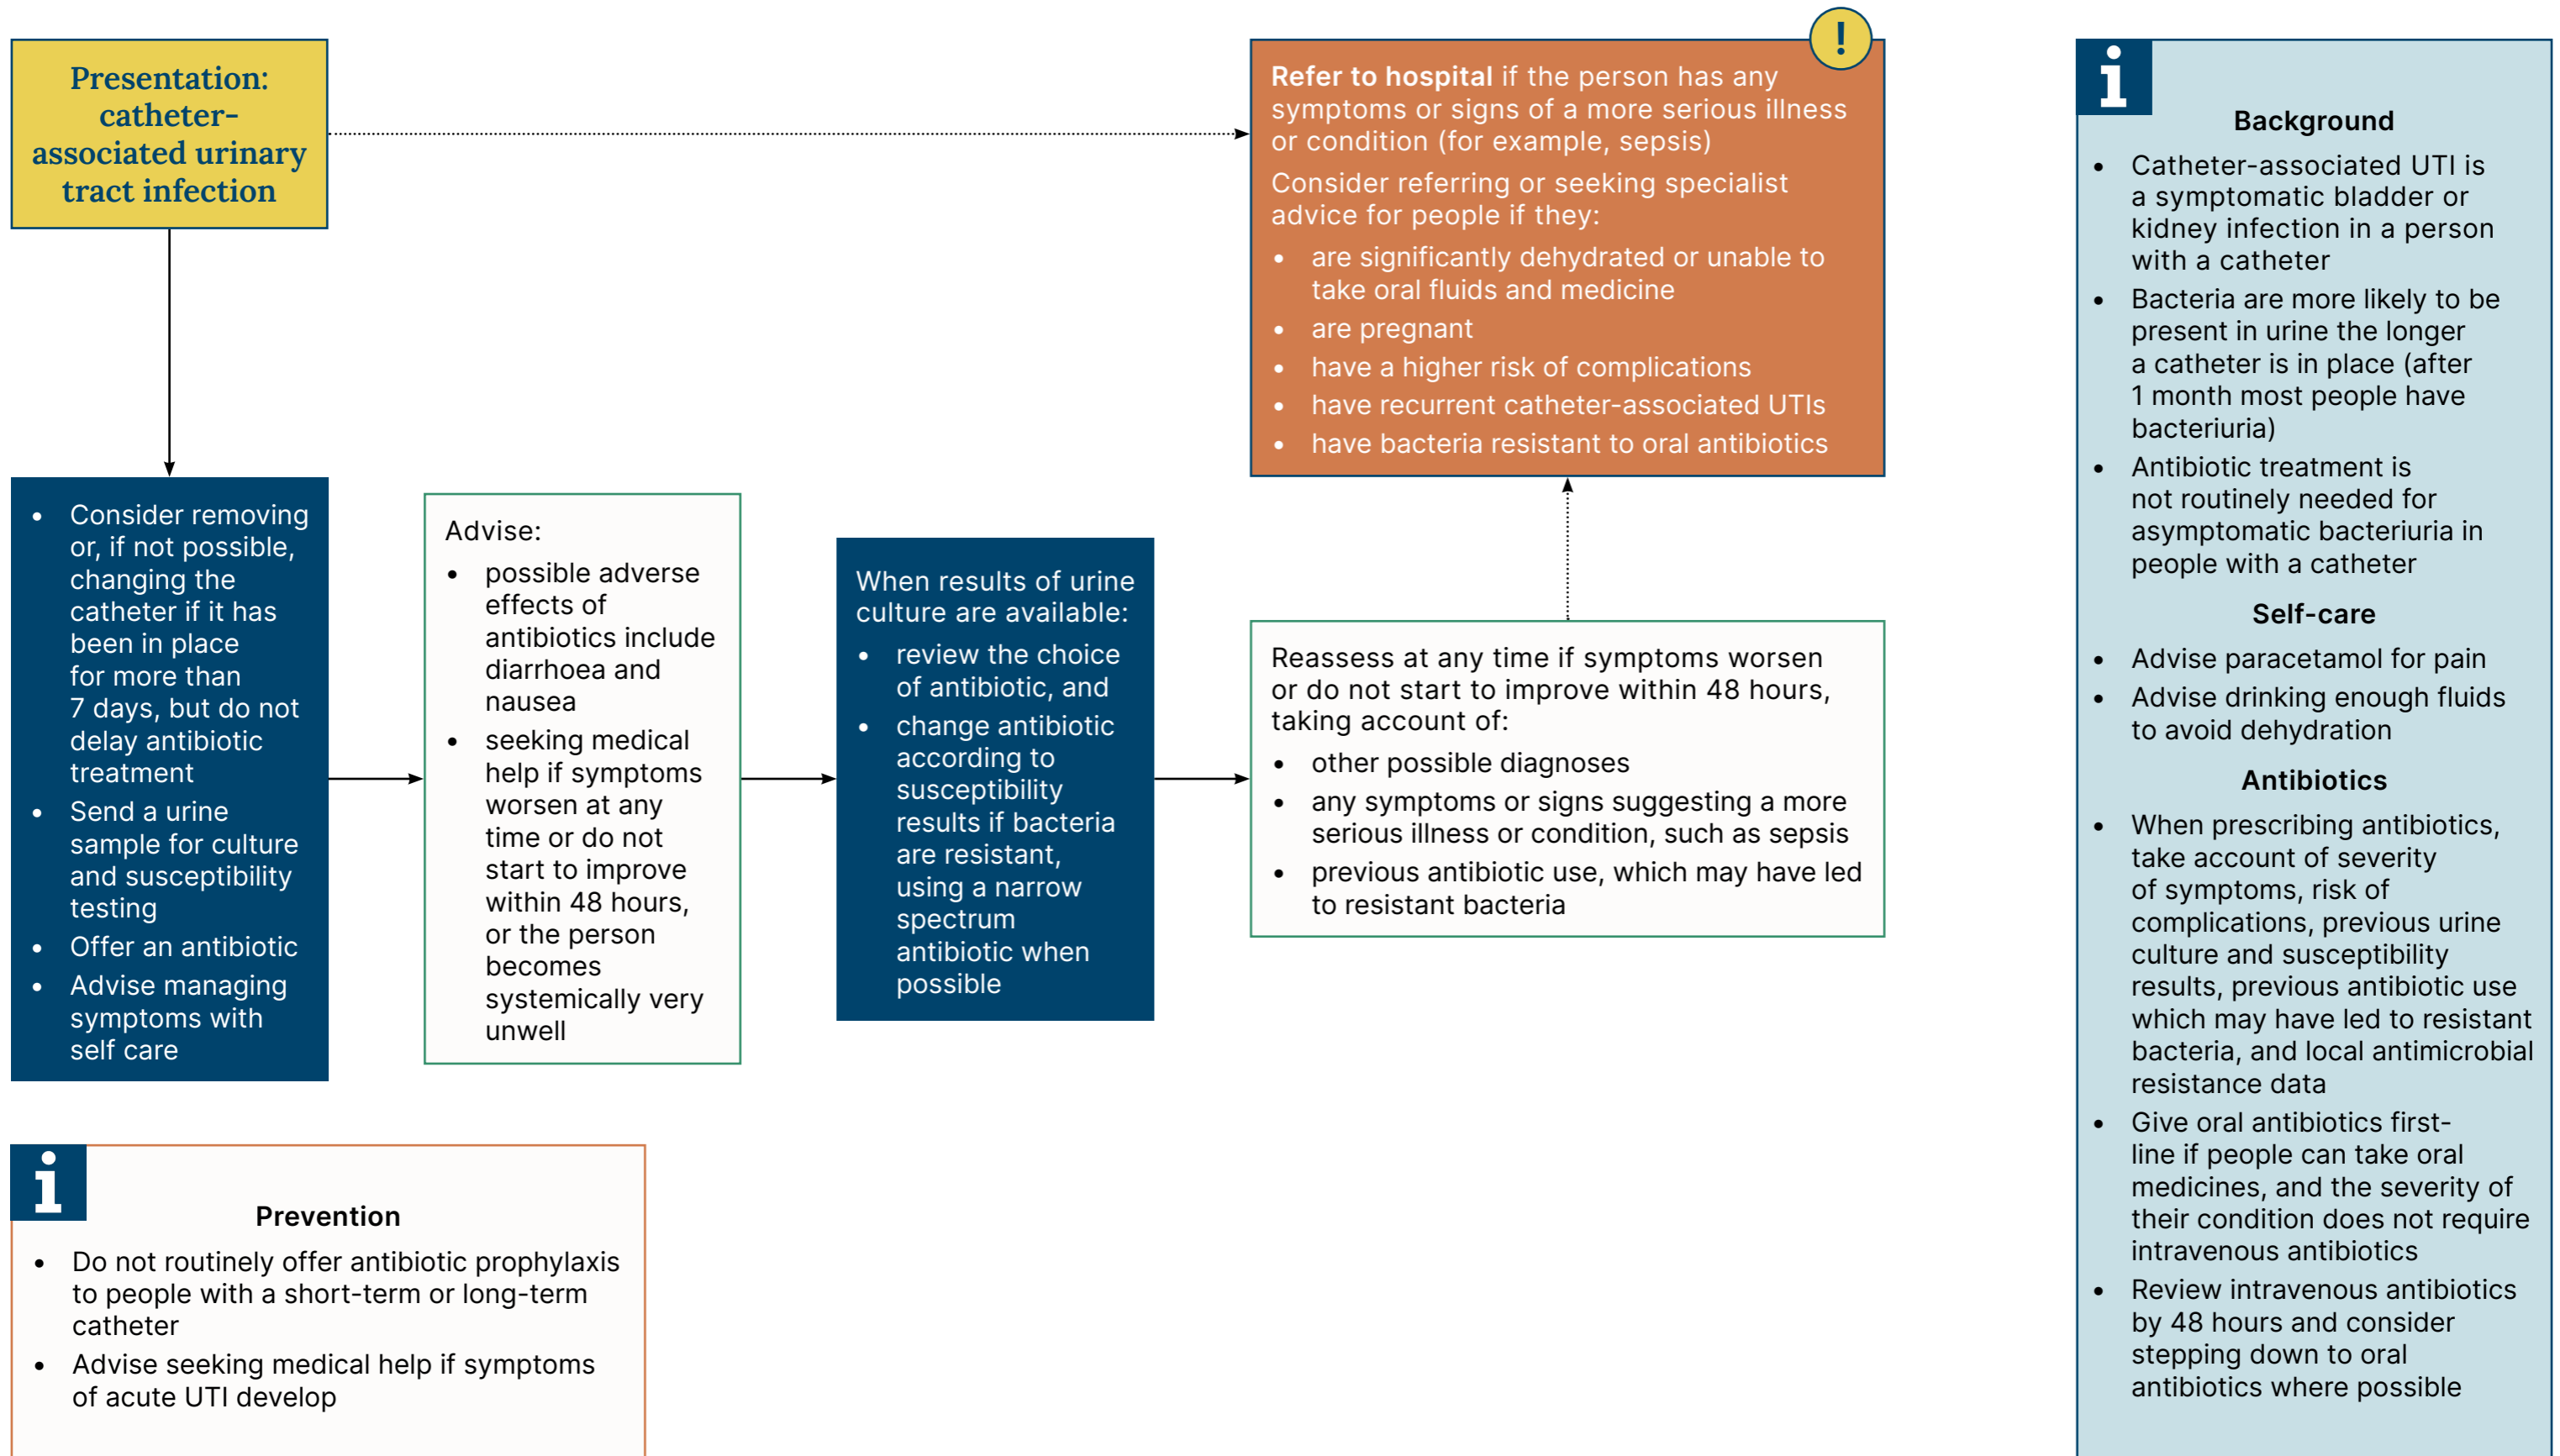 Presentation:
catheter-
associated urinary
tract infection
!
Refer to hospital if the person has any
symptoms or signs of a more serious illness
or condition (for example, sepsis)
Consider referring or seeking specialist
advice for people if they:
• are significantly dehydrated or unable to
take oral fluids and medicine
• are pregnant
• have a higher risk of complications
• have recurrent catheter-associated UTIs
• have bacteria resistant to oral antibiotics
• Consider removing
or, if not possible,
changing the
catheter if it has
been in place
for more than
7 days, but do not
delay antibiotic
treatment
• Send a urine
sample for culture
and susceptibility
testing
• Offer an antibiotic
• Advise managing
symptoms with
self care
Advise:
• possible adverse
effects of
antibiotics include
diarrhoea and
nausea
• seeking medical
help if symptoms
worsen at any
time or do not
start to improve
within 48 hours,
or the person
becomes
systemically very
unwell
When results of urine
culture are available:
• review the choice
of antibiotic, and
• change antibiotic
according to
susceptibility
results if bacteria
are resistant,
using a narrow
spectrum
antibiotic when
possible
Reassess at any time if symptoms worsen
or do not start to improve within 48 hours,
taking account of:
• other possible diagnoses
• any symptoms or signs suggesting a more
serious illness or condition, such as sepsis
• previous antibiotic use, which may have led
to resistant bacteria
i
Prevention
• Do not routinely offer antibiotic prophylaxis
to people with a short-term or long-term
catheter
• Advise seeking medical help if symptoms
of acute UTI develop
i
Background
• Catheter-associated UTI is
a symptomatic bladder or
kidney infection in a person
with a catheter
• Bacteria are more likely to be
present in urine the longer
a catheter is in place (after
1 month most people have
bacteriuria)
• Antibiotic treatment is
not routinely needed for
asymptomatic bacteriuria in
people with a catheter
Self-care
• Advise paracetamol for pain
• Advise drinking enough fluids
to avoid dehydration
Antibiotics
• When prescribing antibiotics,
take account of severity
of symptoms, risk of
complications, previous urine
culture and susceptibility
results, previous antibiotic use
which may have led to resistant
bacteria, and local antimicrobial
resistance data
• Give oral antibiotics first-
line if people can take oral
medicines, and the severity of
their condition does not require
intravenous antibiotics
• Review intravenous antibiotics
by 48 hours and consider
stepping down to oral
antibiotics where possible